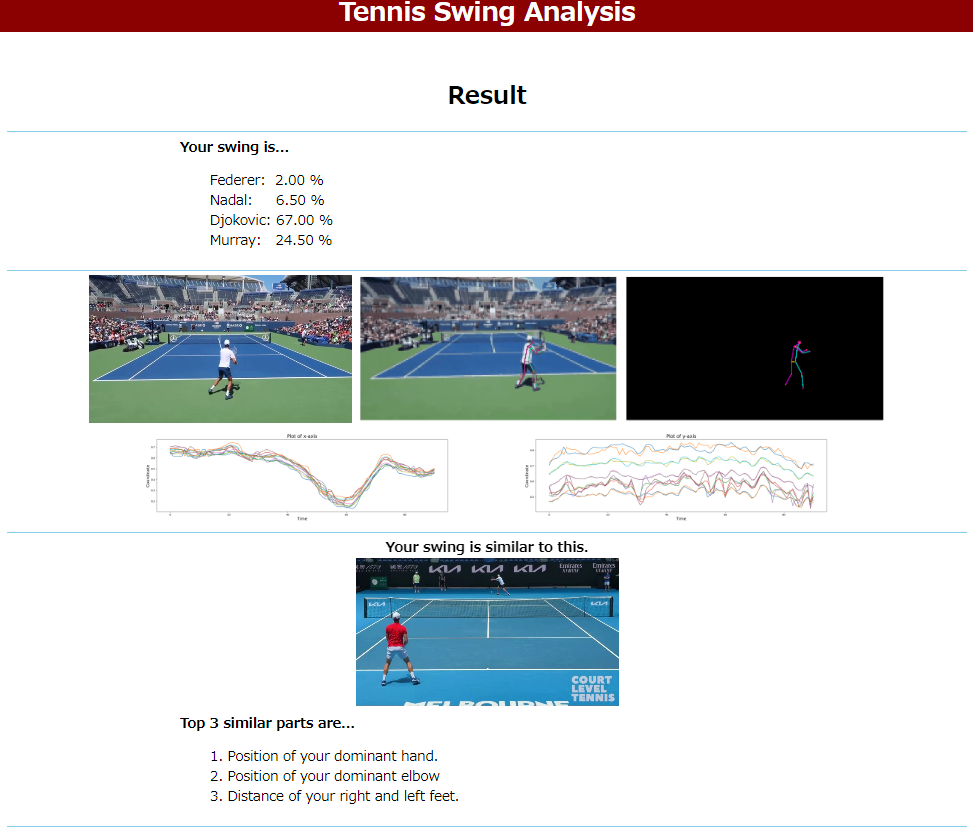 Tennis Swing Analysis
Result
Your swing is...
Federer: 2.00 %
Nadal: 6.50 %
Djokovic: 67.00 %
Murray: 24.50 %
Plot of x-axis
Plot of y-axis
Coordinate
Coordinate
Time
Time
Your swing is similar to this.
KIA KIA KIA Emirates Emirates
KIA KIA
COURT
LEVEL
TENNIS
MELBOURNE
Top 3 similar parts are...
1. Position of your dominant hand.
2. Position of your dominant elbow
3. Distance of your right and left feet.